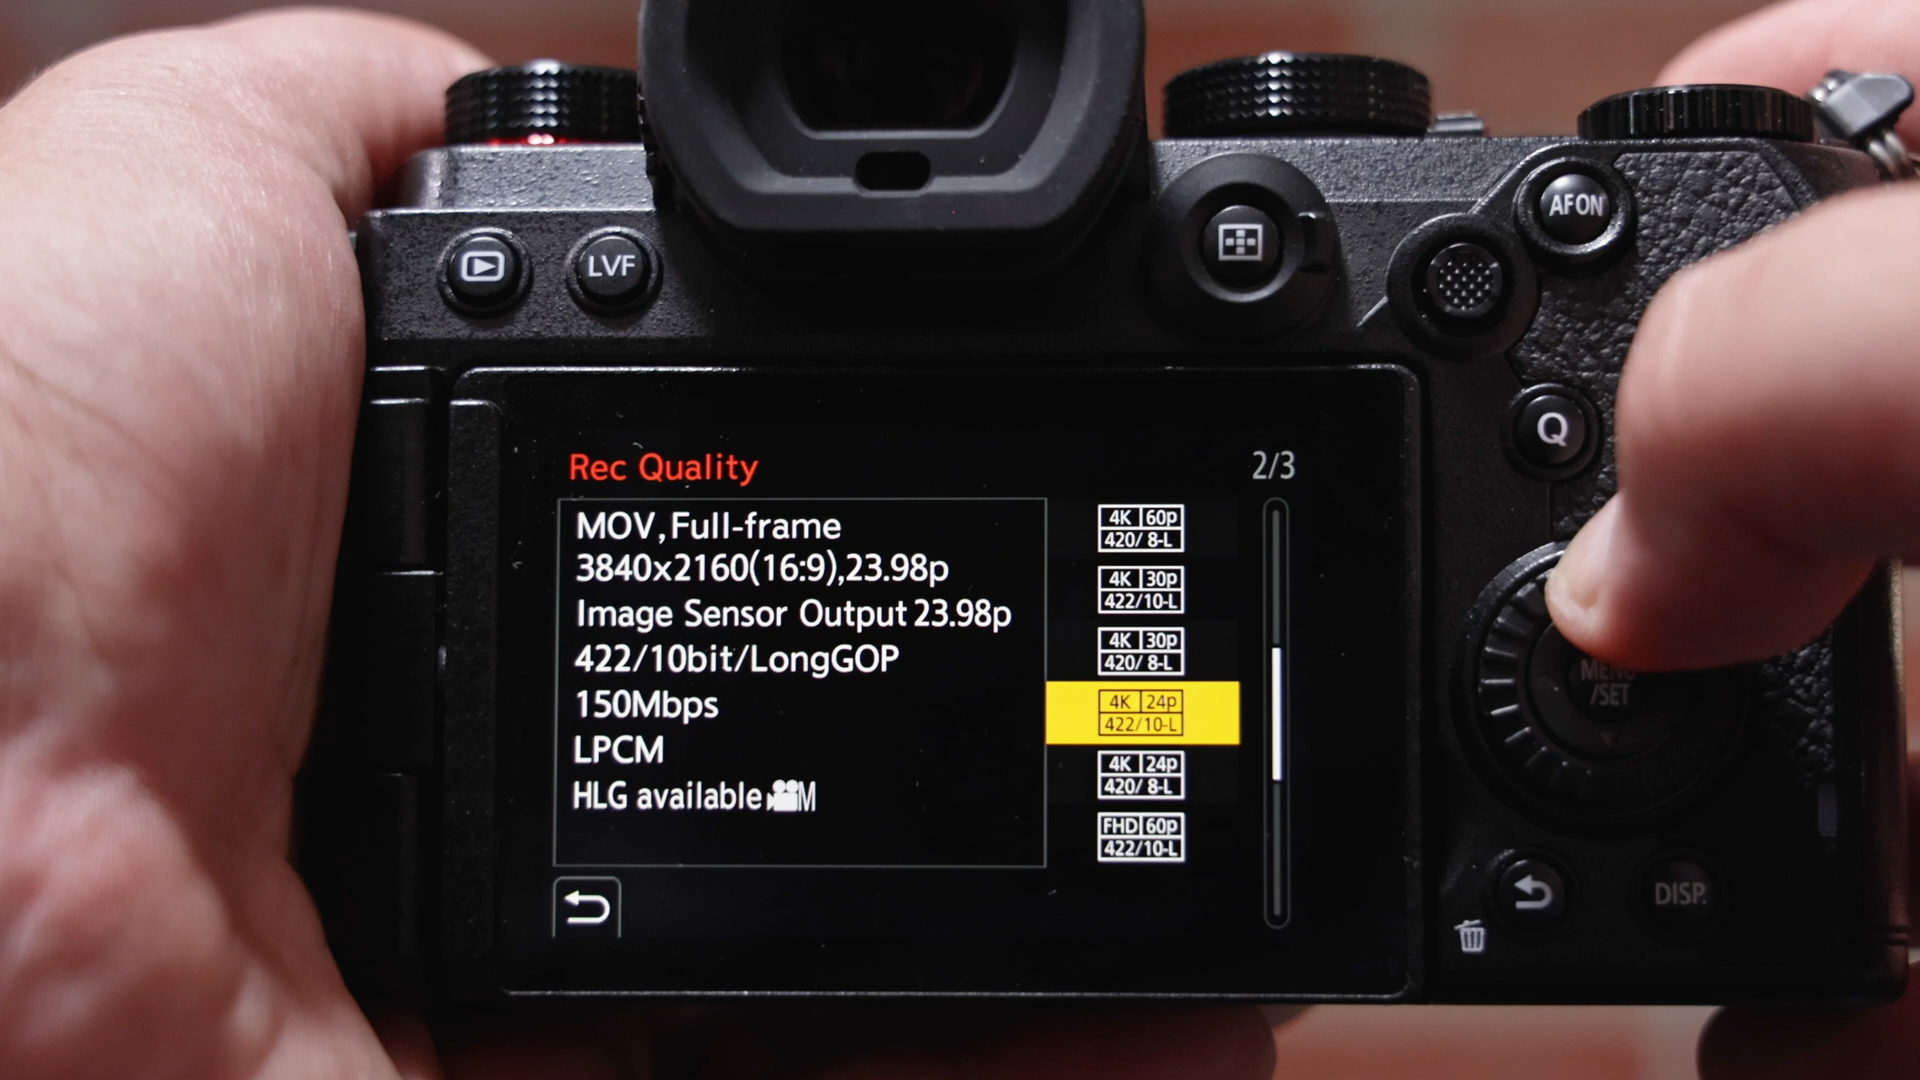 LVF
AF ON
Q
Rec Quality
2/3
MOV,Full-frame
3840x2160(16:9),23.98p
Image Sensor Output 23.98p
422/10bit/LongGOP
150Mbps
LPCM
HLG available M
4K 60p
420/ 8-L
4K 30p
422/10-L
4K 30p
420/ 8-L
4K 24p
422/10-L
4K 24p
420/ 8-L
FHD 60p
422/10-L
MENU
/SET
DISP.